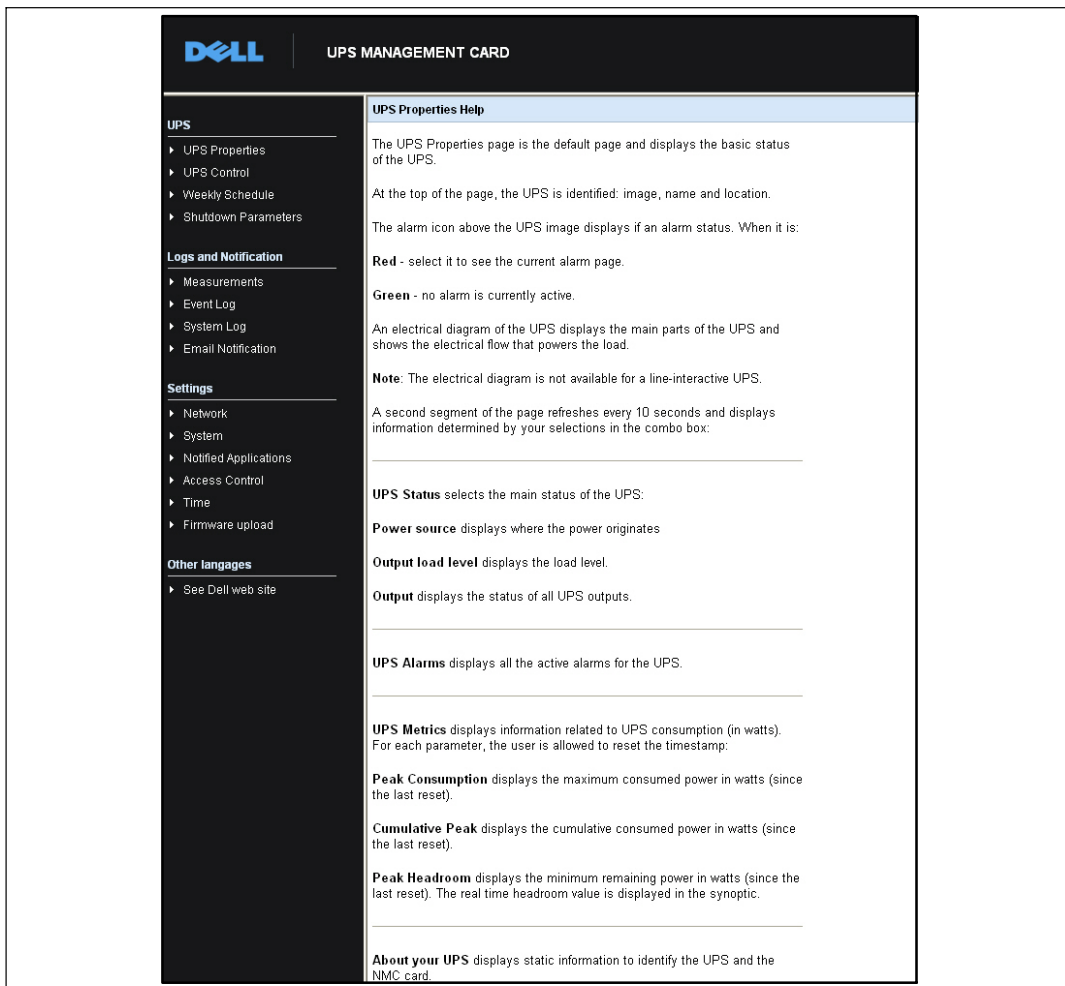 DELL
UPS MANAGEMENT CARD
UPS
UPS Properties
UPS Control
Weekly Schedule
Shutdown Parameters
Logs and Notification
Measurements
Event Log
System Log
Email Notification
Settings
Network
System
Notified Applications
Access Control
Time
Firmware upload
Other langages
See Dell web site
UPS Properties Help
The UPS Properties page is the default page and displays the basic status
of the UPS.
At the top of the page, the UPS is identified: image, name and location.
The alarm icon above the UPS image displays if an alarm status. When it is:
Red - select it to see the current alarm page.
Green - no alarm is currently active.
An electrical diagram of the UPS displays the main parts of the UPS and
shows the electrical flow that powers the load.
Note: The electrical diagram is not available for a line-interactive UPS.
A second segment of the page refreshes every 10 seconds and displays
information determined by your selections in the combo box:
UPS Status selects the main status of the UPS:
Power source displays where the power originates
Output load level displays the load level.
Output displays the status of all UPS outputs.
UPS Alarms displays all the active alarms for the UPS.
UPS Metrics displays information related to UPS consumption (in watts).
For each parameter, the user is allowed to reset the timestamp:
Peak Consumption displays the maximum consumed power in watts (since
the last reset).
Cumulative Peak displays the cumulative consumed power in watts (since
the last reset).
Peak Headroom displays the minimum remaining power in watts (since the
last reset). The real time headroom value is displayed in the synoptic.
About your UPS displays static information to identify the UPS and the
NMC card.